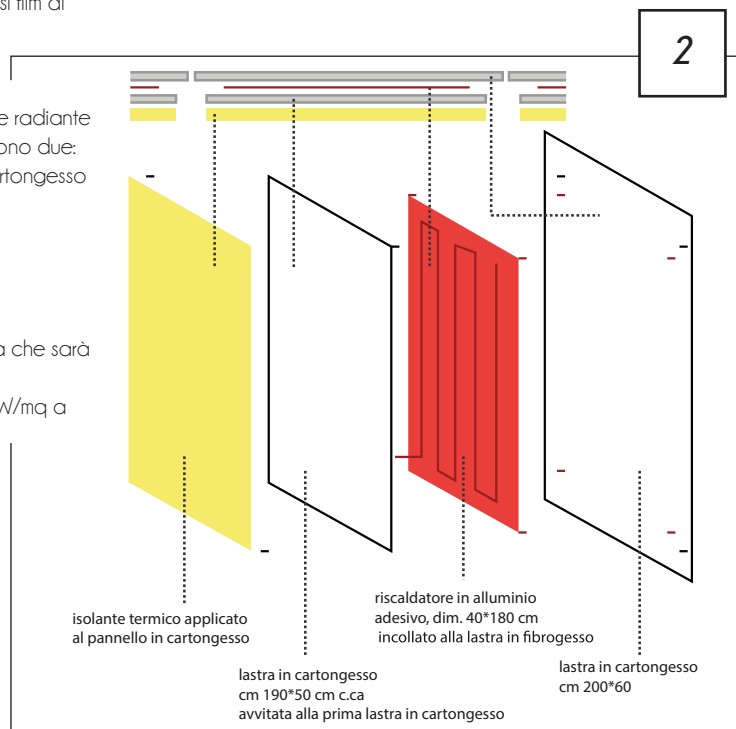 si film di
2
e radiante
ono due:
rtongesso
a che sarà
W/mq a
isolante termico applicato
al pannello in cartongesso
lastra in cartongesso
cm 190*50 cm c.ca
avvitata alla prima lastra in cartongesso
riscaldatore in alluminio
adesivo, dim. 40*180 cm
incollato alla lastra in fibrogesso
lastra in cartongesso
cm 200*60